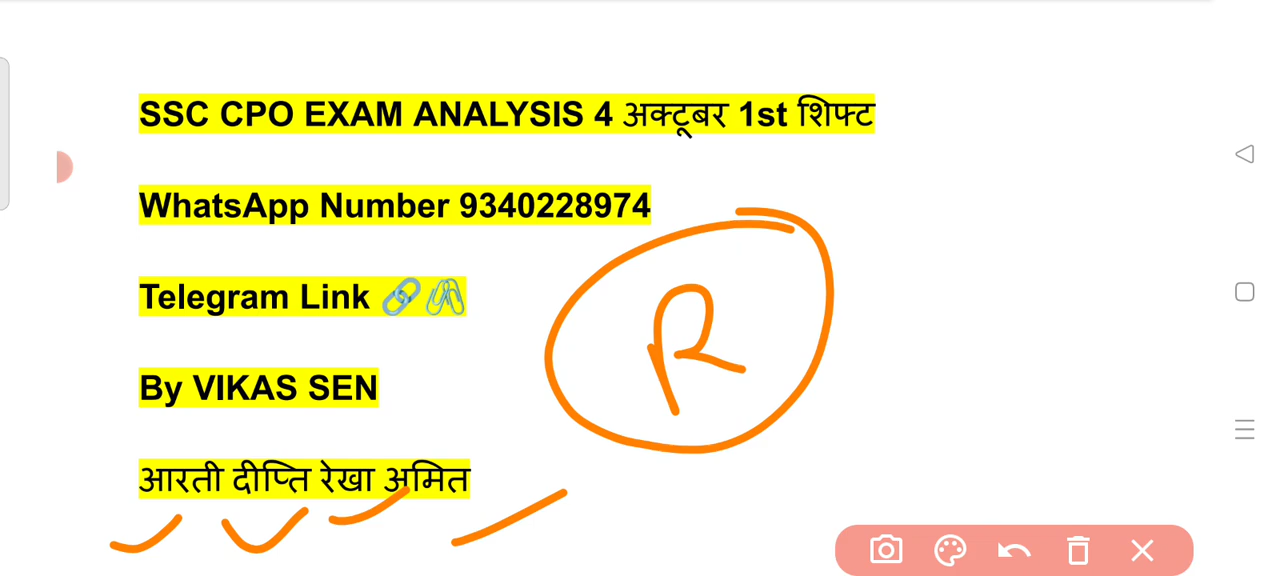 SSC CPO EXAM ANALYSIS 4 अक्टूबर 1st शिफ्ट
WhatsApp Number 9340228974
Telegram Link 🔗🖇️
R
By VIKAS SEN
आरती दीप्ति रेखा अमित